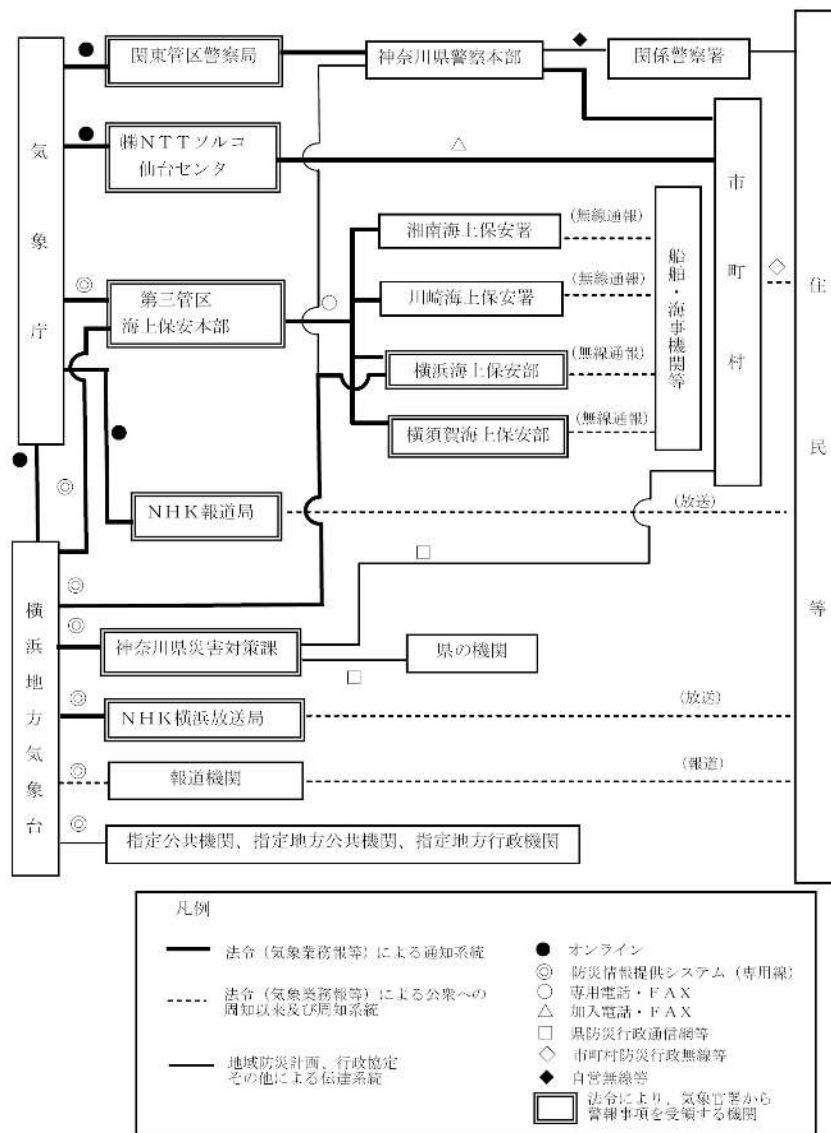 関東管区警察局
神奈川県警察本部
関係警察署
気象庁
㈱NTTソルコ
仙台センタ
市町村
住民等
湘南海上保安署
(無線通報)
船舶・海事機関等
第三管区
海上保安本部
川崎海上保安署
(無線通報)
横浜海上保安部
(無線通報)
横須賀海上保安部
(無線通報)
NHK報道局
(放送)
横浜地方気象台
神奈川県災害対策課
県の機関
NHK横浜放送局
(放送)
報道機関
(報道)
指定公共機関、指定地方公共機関、指定地方行政機関
凡例
法令（気象業務報等）による通知系統
法令（気象業務報等）による公衆への
周知以来及び周知系統
地域防災計画、行政協定
その他による伝達系統
オンライン
防災情報提供システム（専用線）
専用電話・FAX
加入電話・FAX
県防災行政通信網等
市町村防災行政無線等
自営無線等
法令により、気象官署から
警報事項を受領する機関